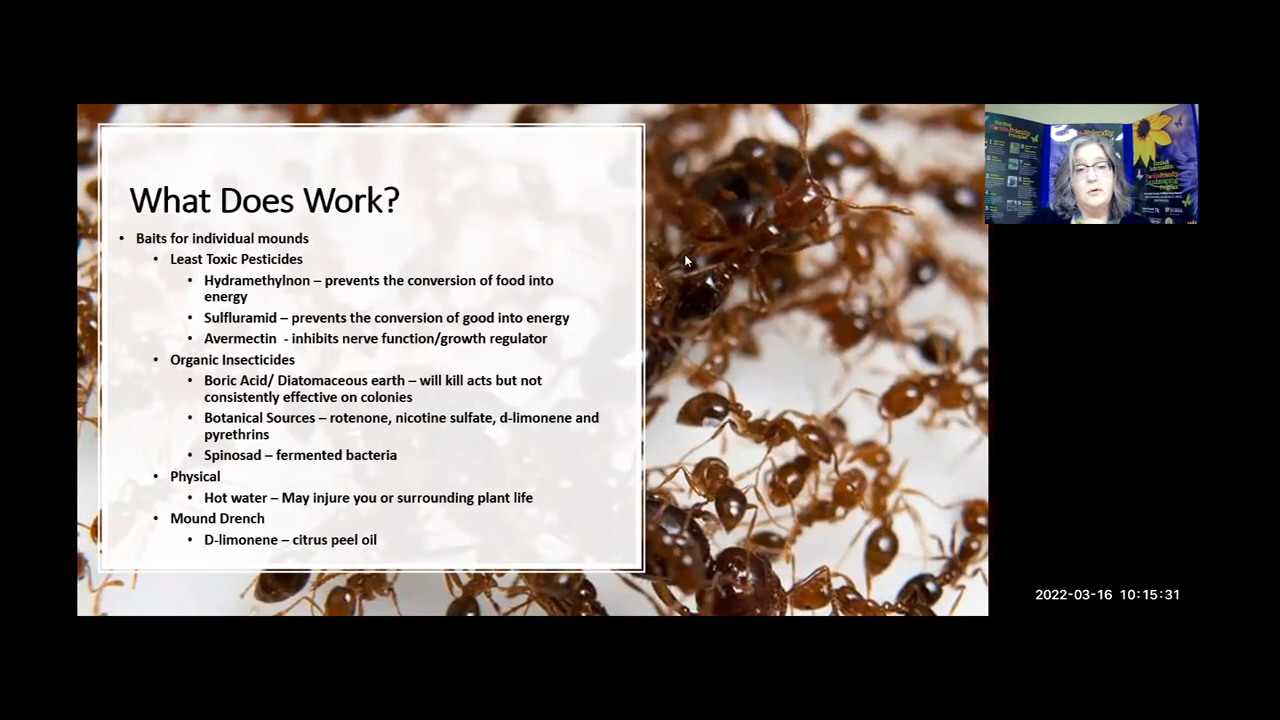 What Does Work?
• Baits for individual mounds
• Least Toxic Pesticides
• Hydramethylnon – prevents the conversion of food into
energy
• Sulfluramid – prevents the conversion of good into energy
• Avermectin - inhibits nerve function/growth regulator
• Organic Insecticides
• Boric Acid/ Diatomaceous earth – will kill acts but not
consistently effective on colonies
• Botanical Sources – rotenone, nicotine sulfate, d-limonene and
pyrethrins
• Spinosad – fermented bacteria
• Physical
• Hot water – May injure you or surrounding plant life
• Mound Drench
• D-limonene – citrus peel oil
2022-03-16 10:15:31